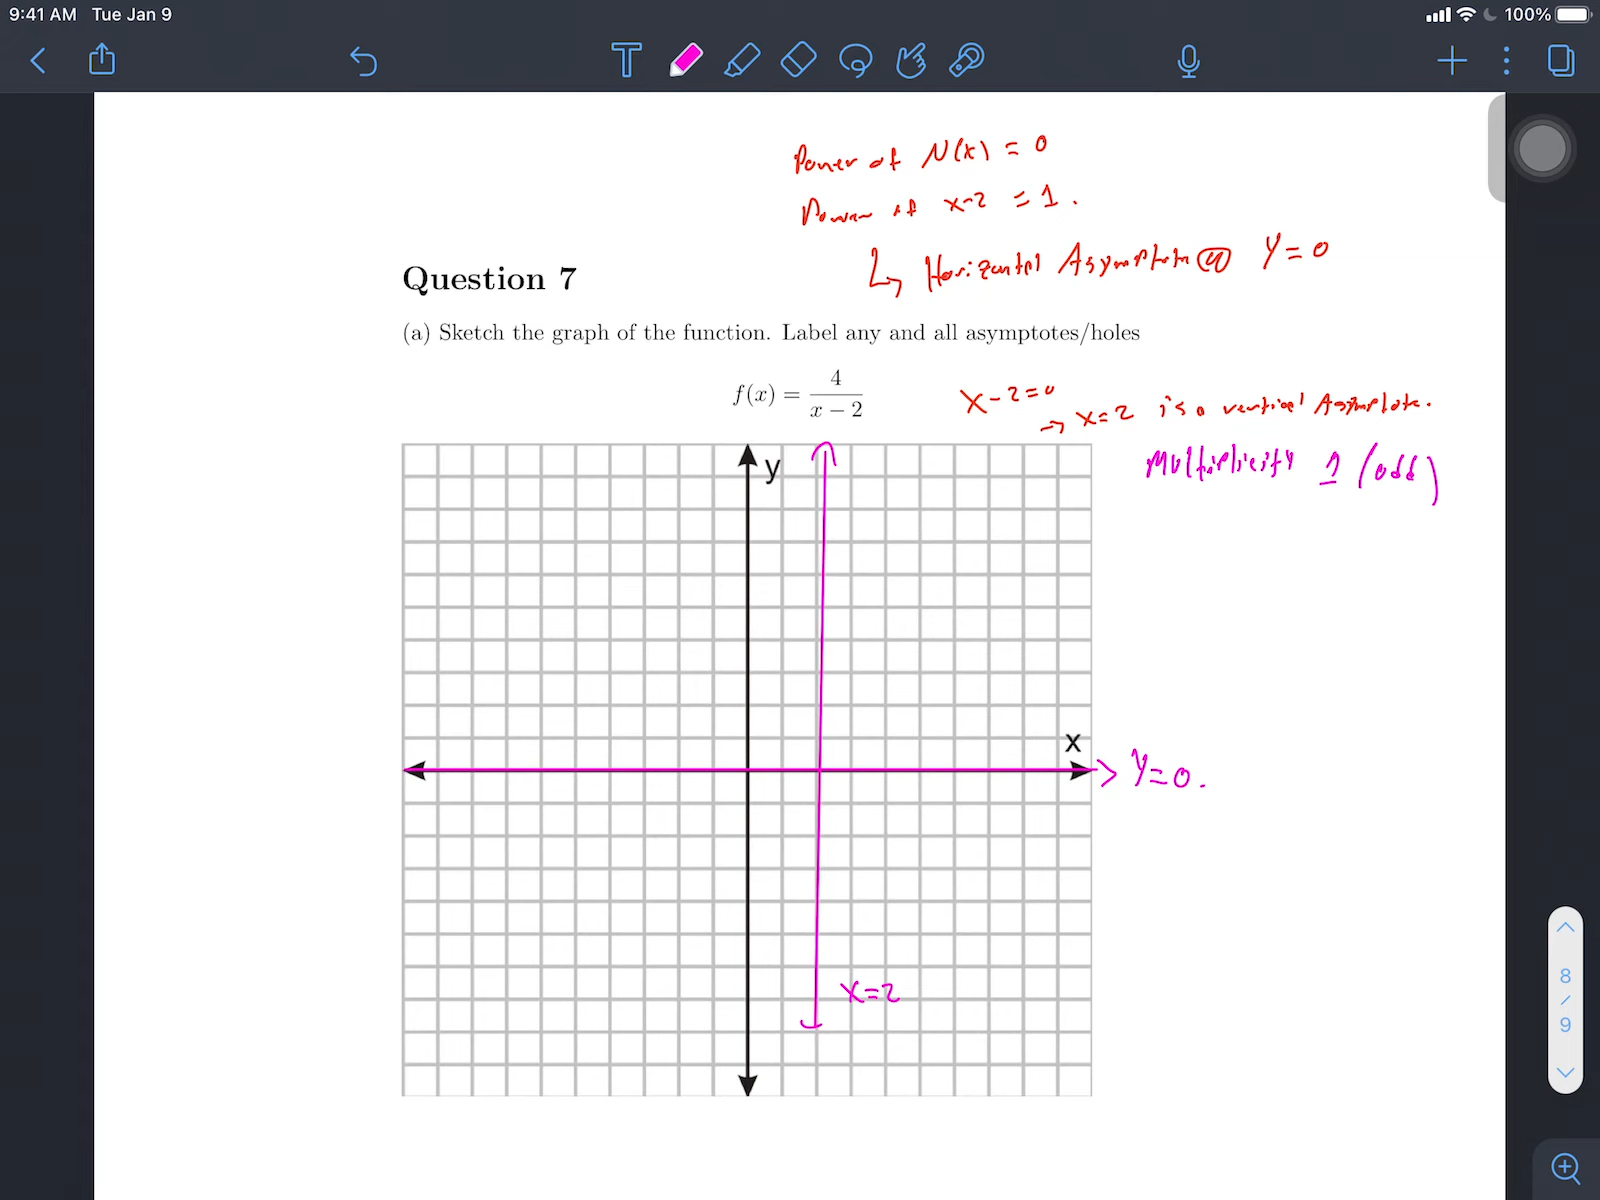 9:41 AM Tue Jan 9 100%
Power of N(x) = 0
Power of x-2 = 1.
↳ Horizontal Asymptote @ y=0
Question 7
(a) Sketch the graph of the function. Label any and all asymptotes/holes
f(x) = 4 / (x − 2)
x-2=0
→ x=2 is a vertical Asymptote.
Multiplicity 1 (odd)
y
x
y=0.
x=2
8
/
9